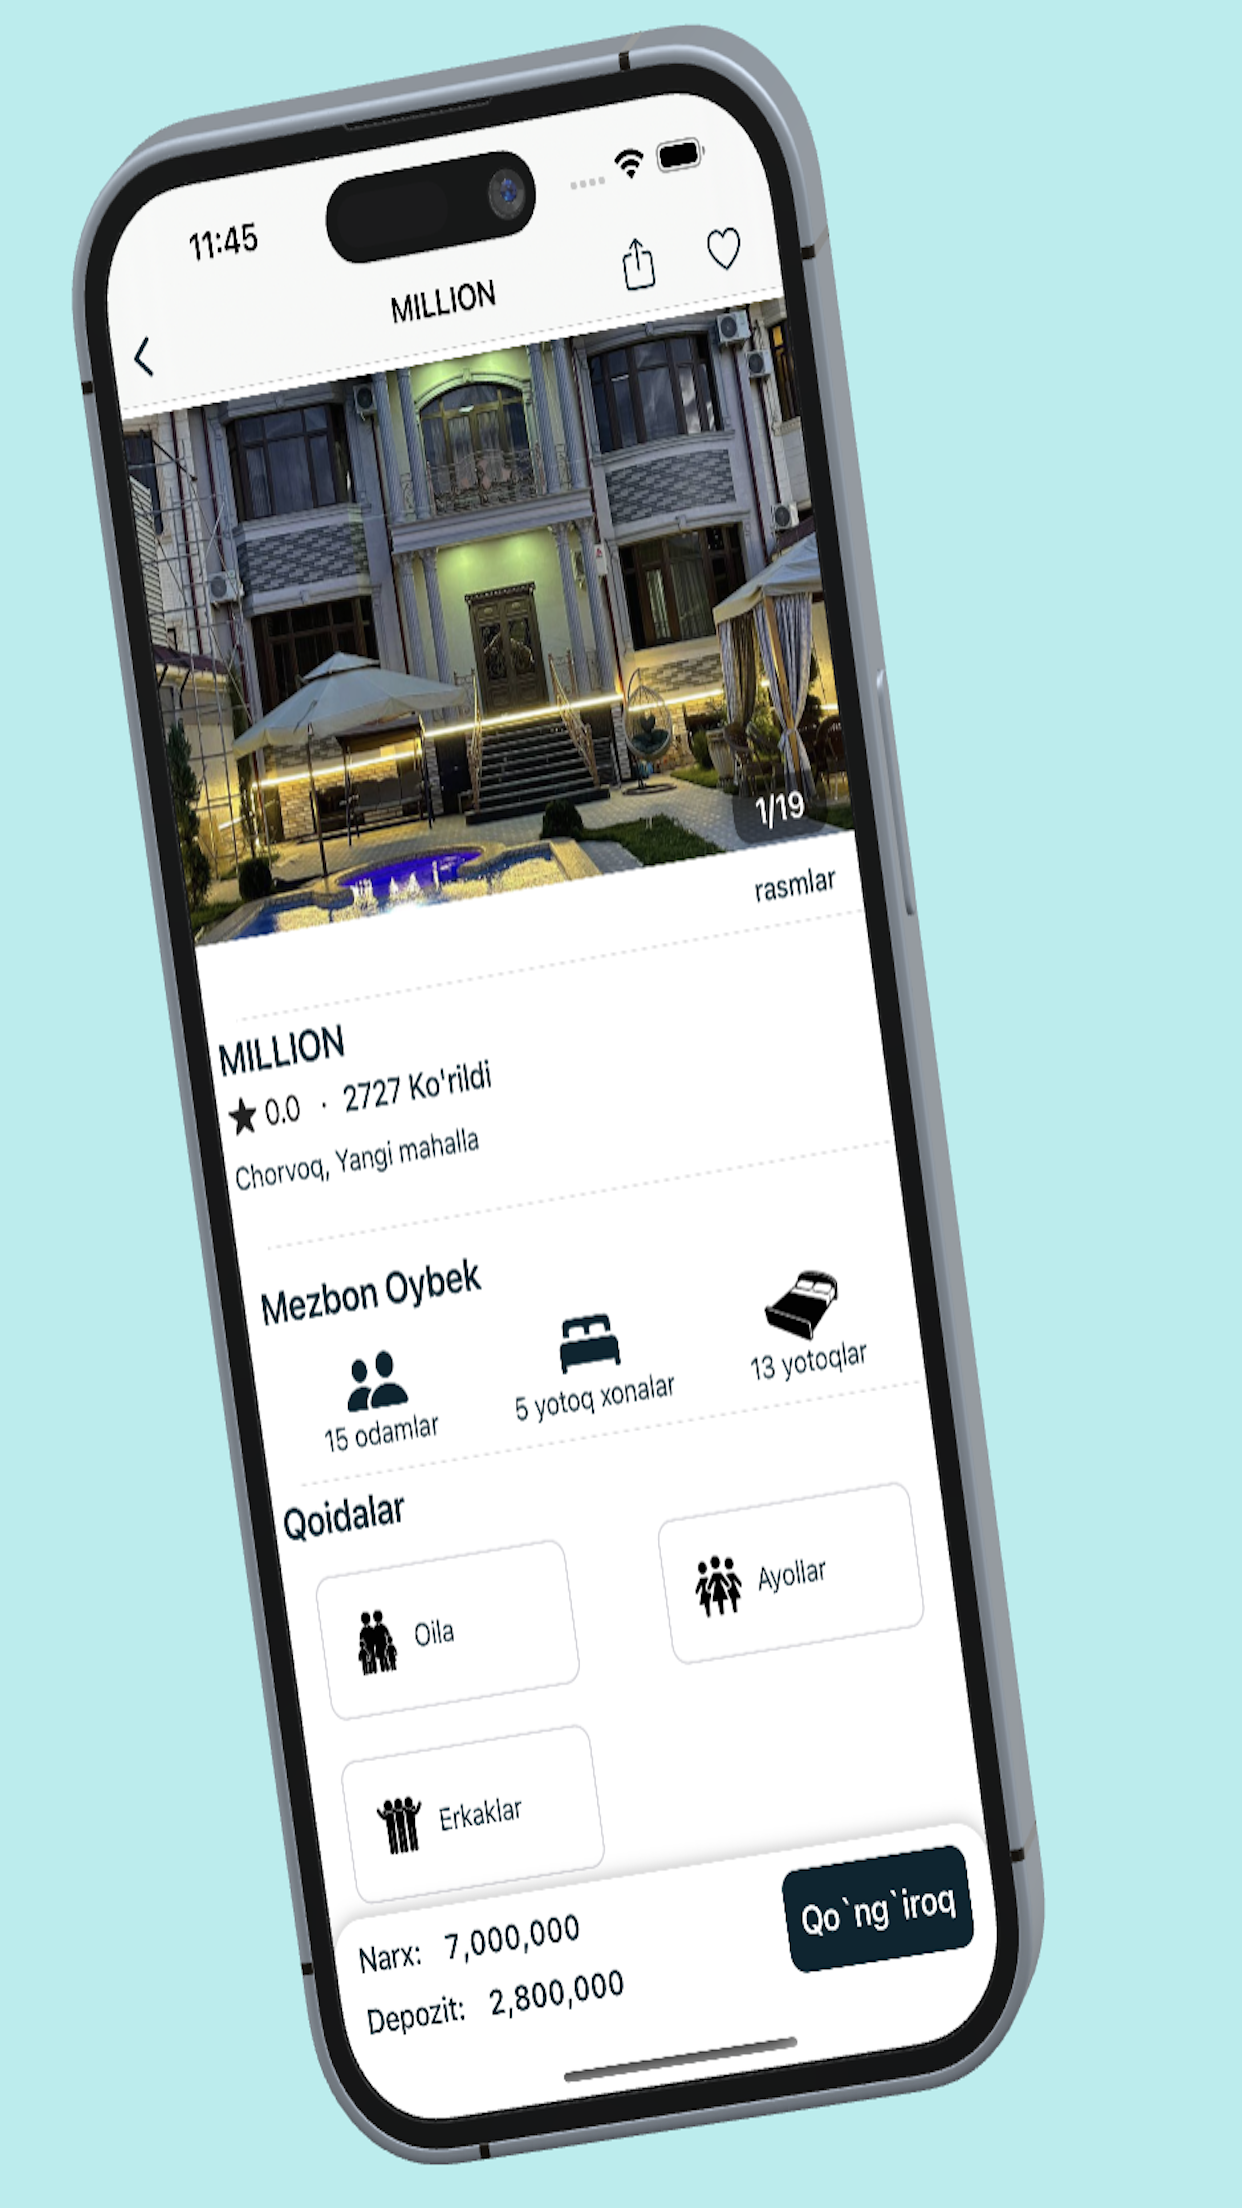 11:45
MILLION
1/19
rasmlar
MILLION
0.0 · 2727 Ko'rildi
Chorvoq, Yangi mahalla
Mezbon Oybek
15 odamlar
5 yotoq xonalar
13 yotoqlar
Qoidalar
Oila
Ayollar
Erkaklar
Narx: 7,000,000
Depozit: 2,800,000
Qo`ng`iroq